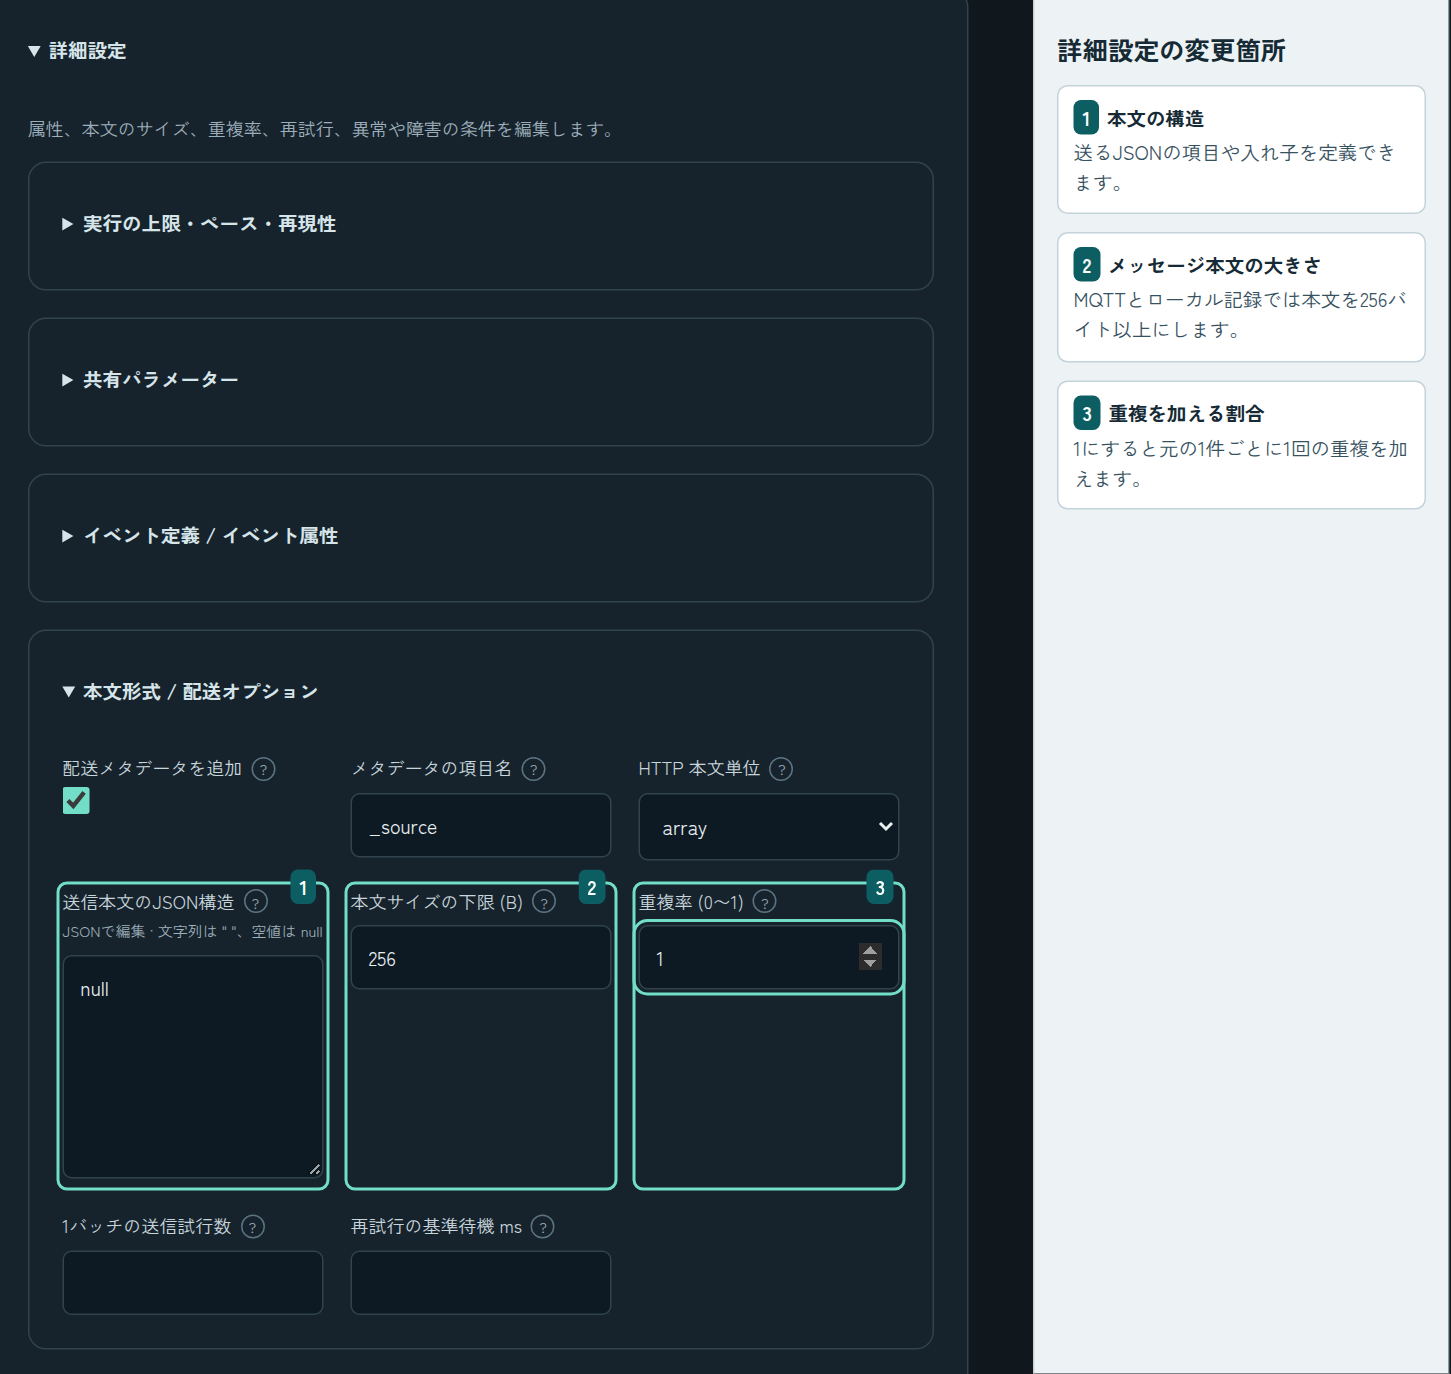 ▼ 詳細設定
属性、本文のサイズ、重複率、再試行、異常や障害の条件を編集します。
▶ 実行の上限・ペース・再現性
▶ 共有パラメーター
▶ イベント定義 / イベント属性
▼ 本文形式 / 配送オプション
配送メタデータを追加 ?
メタデータの項目名 ?
_source
HTTP 本文単位 ?
array
1
送信本文のJSON構造 ?
JSONで編集 · 文字列は " "、空値は null
null
2
本文サイズの下限 (B) ?
256
3
重複率 (0〜1) ?
1
1バッチの送信試行数 ?
再試行の基準待機 ms ?
詳細設定の変更箇所
1 本文の構造
送るJSONの項目や入れ子を定義でき
ます。
2 メッセージ本文の大きさ
MQTTとローカル記録では本文を256バ
イト以上にします。
3 重複を加える割合
1にすると元の1件ごとに1回の重複を加
えます。